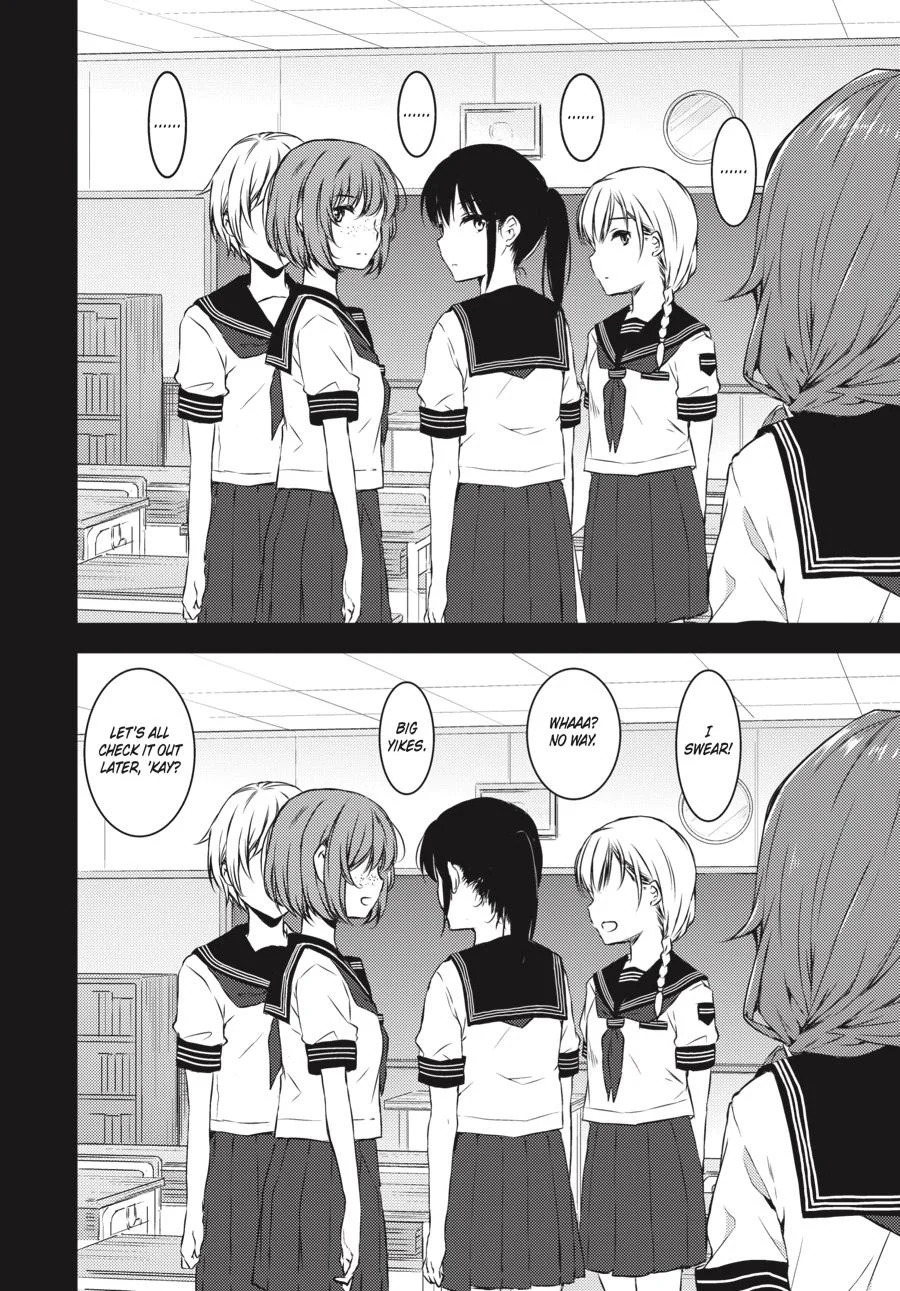 ......
......
......
......
I
SWEAR!
WHAAA?
NO WAY.
BIG
YIKES.
LET'S ALL
CHECK IT OUT
LATER, 'KAY?